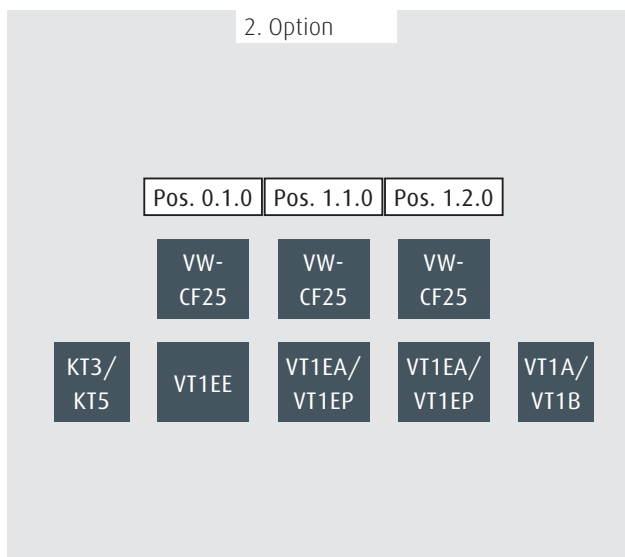 2. Option
Pos. 0.1.0 Pos. 1.1.0 Pos. 1.2.0
VW-
CF25
VW-
CF25
VW-
CF25
KT3/
KT5
VT1EE
VT1EA/
VT1EP
VT1EA/
VT1EP
VT1A/
VT1B